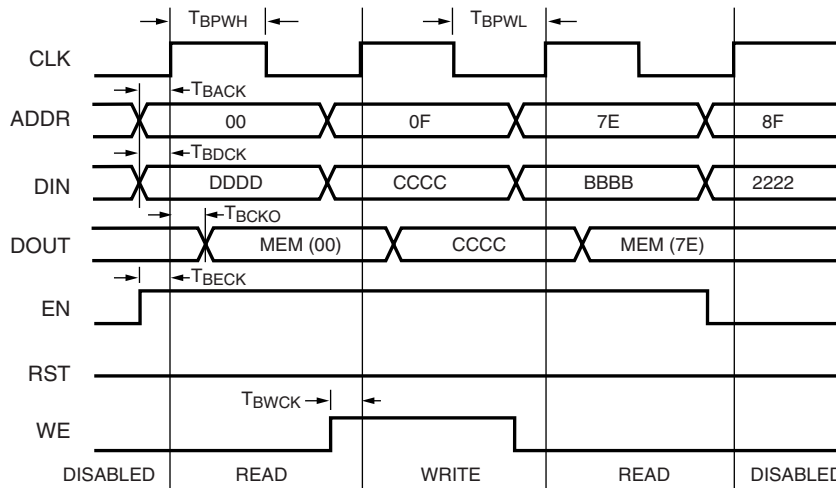 TBPWH TBPWL
CLK
TBACK
ADDR 00 0F 7E 8F
TBDCK
DIN DDDD CCCC BBBB 2222
TBCKO
DOUT MEM (00) CCCC MEM (7E)
TBECK
EN
RST
TBWCK
WE
DISABLED READ WRITE READ DISABLED